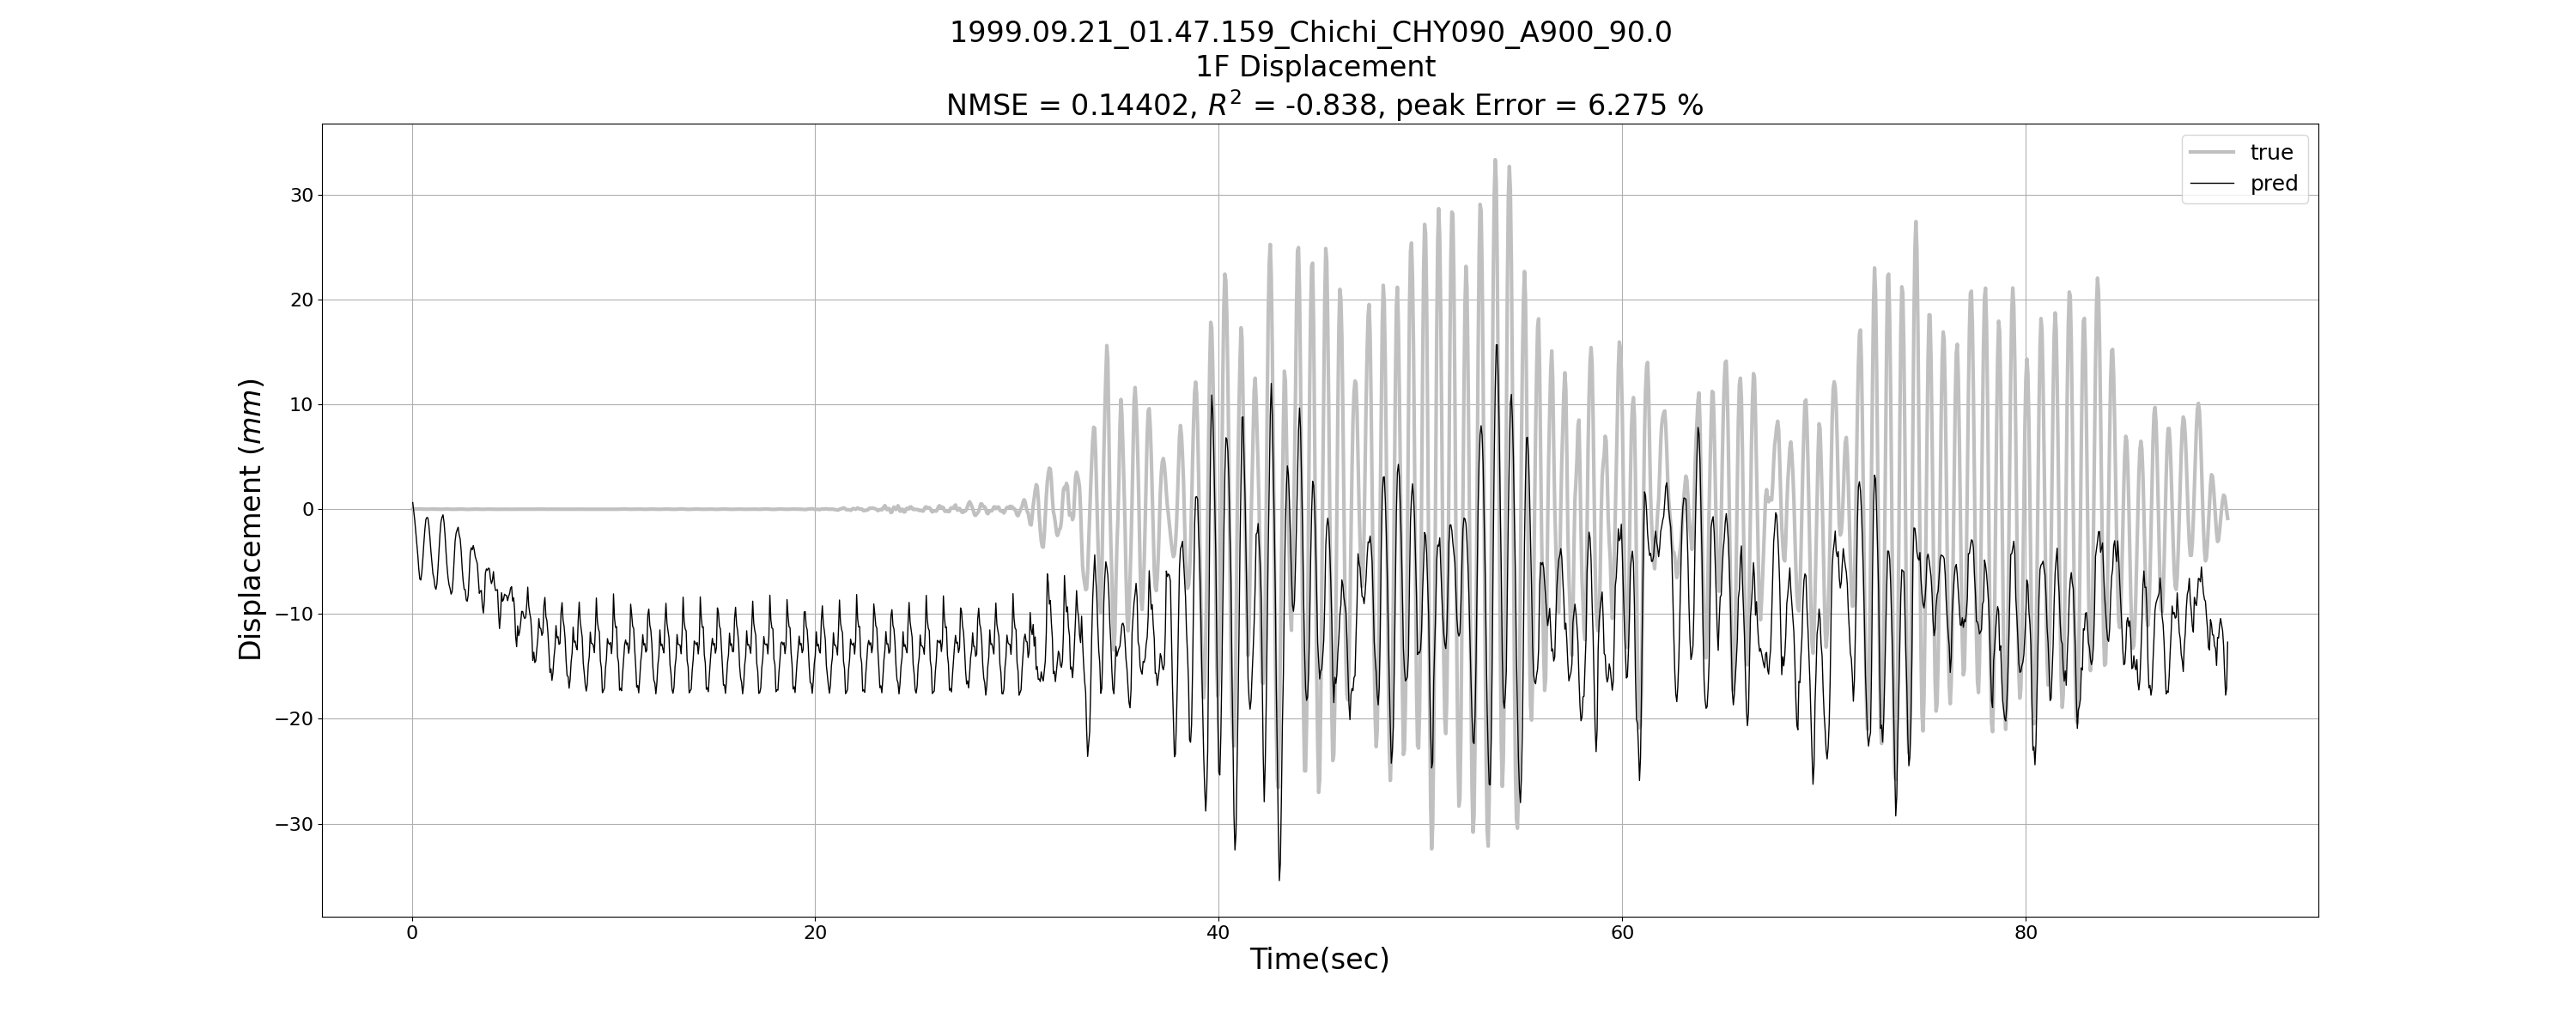 1999.09.21_01.47.159_Chichi_CHY090_A900_90.0
1F Displacement
NMSE = 0.14402, R² = -0.838, peak Error = 6.275 %
true
pred
Displacement (mm)
30
20
10
0
−10
−20
−30
0 20 40 60 80
Time(sec)